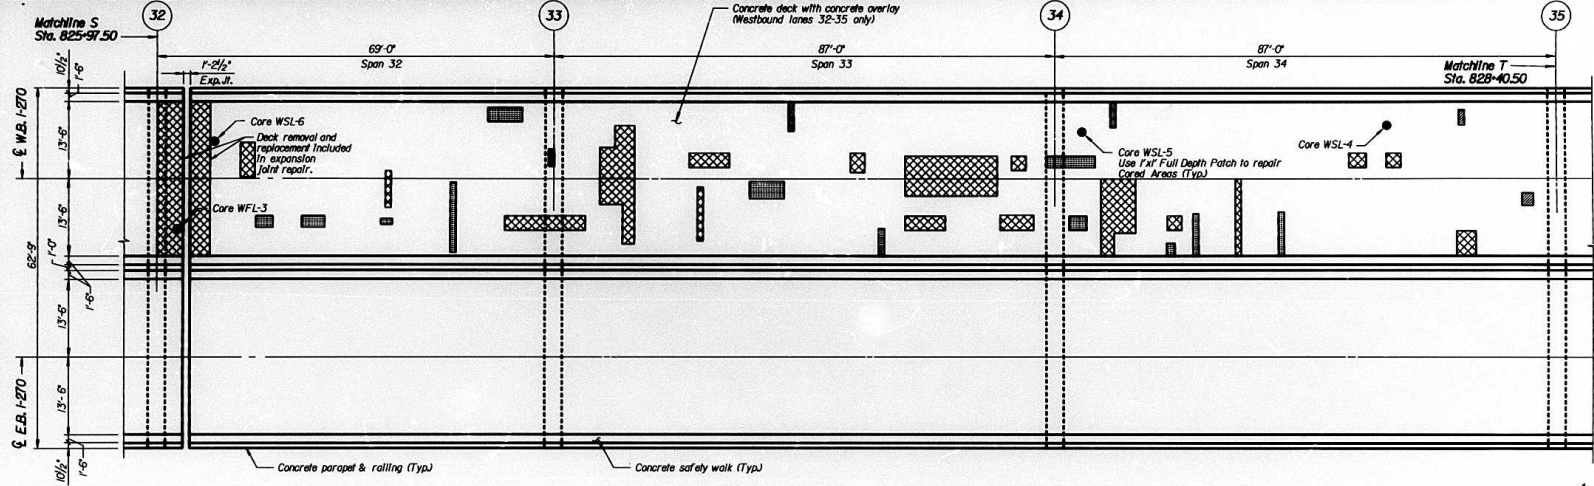 Matchline S
Sta. 825+97.50
32
33
34
35
Concrete deck with concrete overlay
(Westbound lanes 32-35 only)
69'-0"
Span 32
87'-0"
Span 33
87'-0"
Span 34
Matchline T
Sta. 828+40.50
1'-2½"
Exp. Jt.
10½"
1'-6"
℄ W.B. I-270
13'-6"
13'-6"
62'-9"
1'-0"
1'-6"
13'-6"
13'-6"
℄ E.B. I-270
10½"
1'-6"
Core WSL-6
Deck removal and
replacement included
in expansion
joint repair.
Core WFL-3
Core WSL-5
Use 1'x1' Full Depth Patch to repair
Cored Areas (Typ.)
Core WSL-4
Concrete parapet & railing (Typ.)
Concrete safety walk (Typ.)